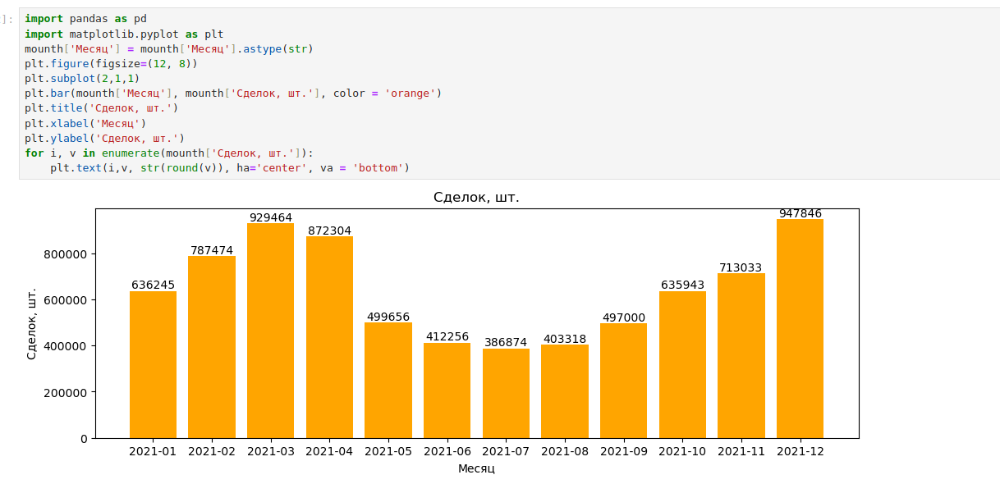 ]:
import pandas as pd
import matplotlib.pyplot as plt
mounth['Месяц'] = mounth['Месяц'].astype(str)
plt.figure(figsize=(12, 8))
plt.subplot(2,1,1)
plt.bar(mounth['Месяц'], mounth['Сделок, шт.'], color = 'orange')
plt.title('Сделок, шт.')
plt.xlabel('Месяц')
plt.ylabel('Сделок, шт.')
for i, v in enumerate(mounth['Сделок, шт.']):
    plt.text(i,v, str(round(v)), ha='center', va = 'bottom')
Сделок, шт.
Сделок, шт.
800000
600000
400000
200000
0
636245
787474
929464
872304
499656
412256
386874
403318
497000
635943
713033
947846
2021-01 2021-02 2021-03 2021-04 2021-05 2021-06 2021-07 2021-08 2021-09 2021-10 2021-11 2021-12
Месяц